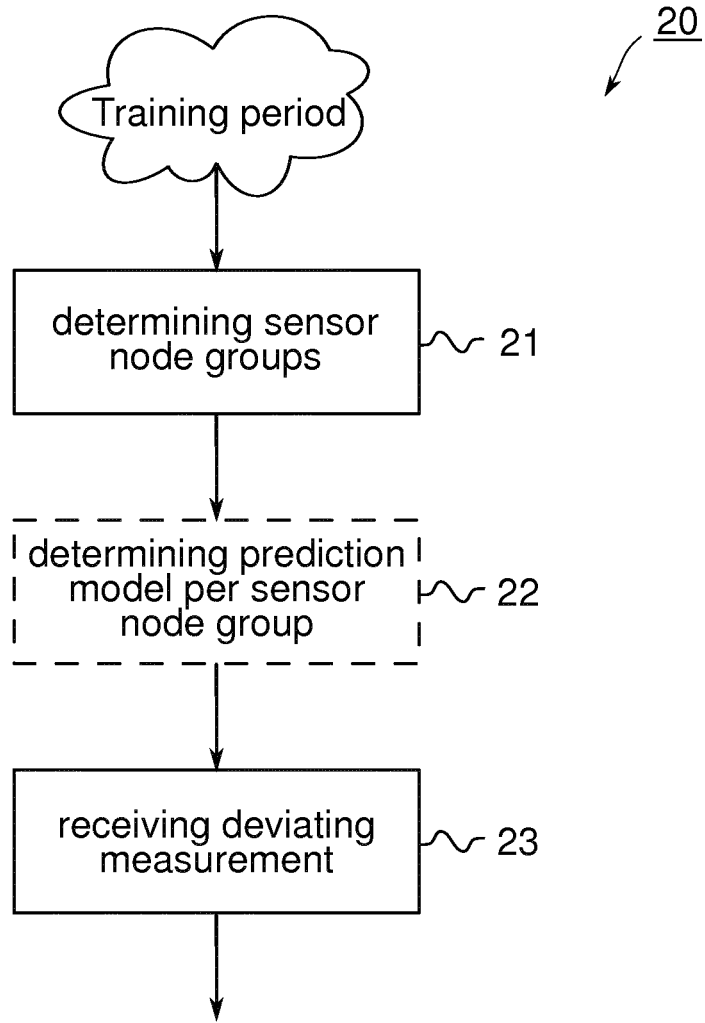 20
Training period
determining sensor
node groups
21
determining prediction
model per sensor
node group
22
receiving deviating
measurement
23